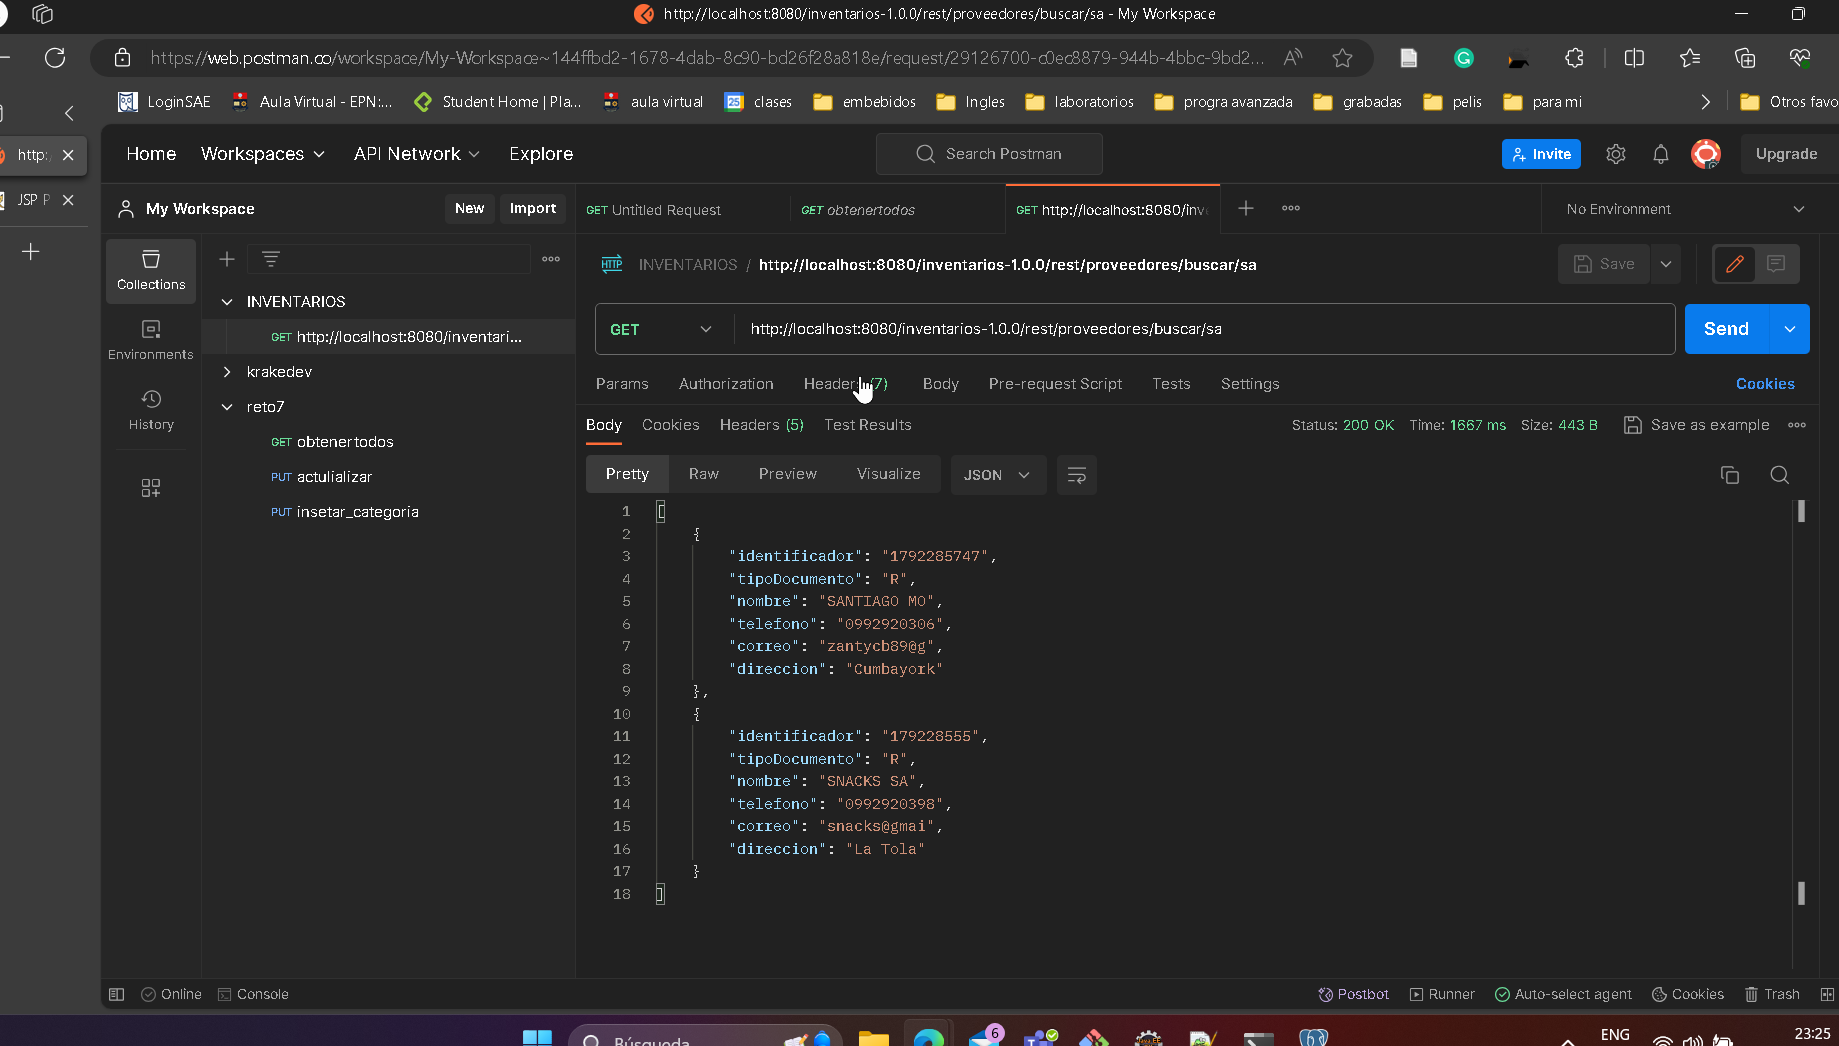 http://localhost:8080/inventarios-1.0.0/rest/proveedores/buscar/sa - My Workspace
https://web.postman.co/workspace/My-Workspace~144ffbd2-1678-4dab-8c90-bd26f28a818e/request/29126700-c0ec8879-944b-4bbc-9bd2...
LoginSAE Aula Virtual - EPN:... Student Home | Pla... aula virtual 25 clases embebidos Ingles laboratorios progra avanzada grabadas pelis para mi Otros favo
http:
JSP P
Home Workspaces API Network Explore Search Postman Invite Upgrade
My Workspace New Import GET Untitled Request GET obtenertodos GET http://localhost:8080/inv No Environment
Collections
Environments
History
INVENTARIOS
GET http://localhost:8080/inventari...
krakedev
reto7
GET obtenertodos
PUT actulializar
PUT insetar_categoria
HTTP INVENTARIOS / http://localhost:8080/inventarios-1.0.0/rest/proveedores/buscar/sa Save
GET http://localhost:8080/inventarios-1.0.0/rest/proveedores/buscar/sa Send
Params Authorization Header (7) Body Pre-request Script Tests Settings Cookies
Body Cookies Headers (5) Test Results Status: 200 OK Time: 1667 ms Size: 443 B Save as example
Pretty Raw Preview Visualize JSON
1 [
2 {
3 "identificador": "1792285747",
4 "tipoDocumento": "R",
5 "nombre": "SANTIAGO MO",
6 "telefono": "0992920306",
7 "correo": "zantycb89@g",
8 "direccion": "Cumbayork"
9 },
10 {
11 "identificador": "179228555",
12 "tipoDocumento": "R",
13 "nombre": "SNACKS SA",
14 "telefono": "0992920398",
15 "correo": "snacks@gmai",
16 "direccion": "La Tola"
17 }
18 ]
Online Console Postbot Runner Auto-select agent Cookies Trash
Búsqueda 6 ENG 23:25